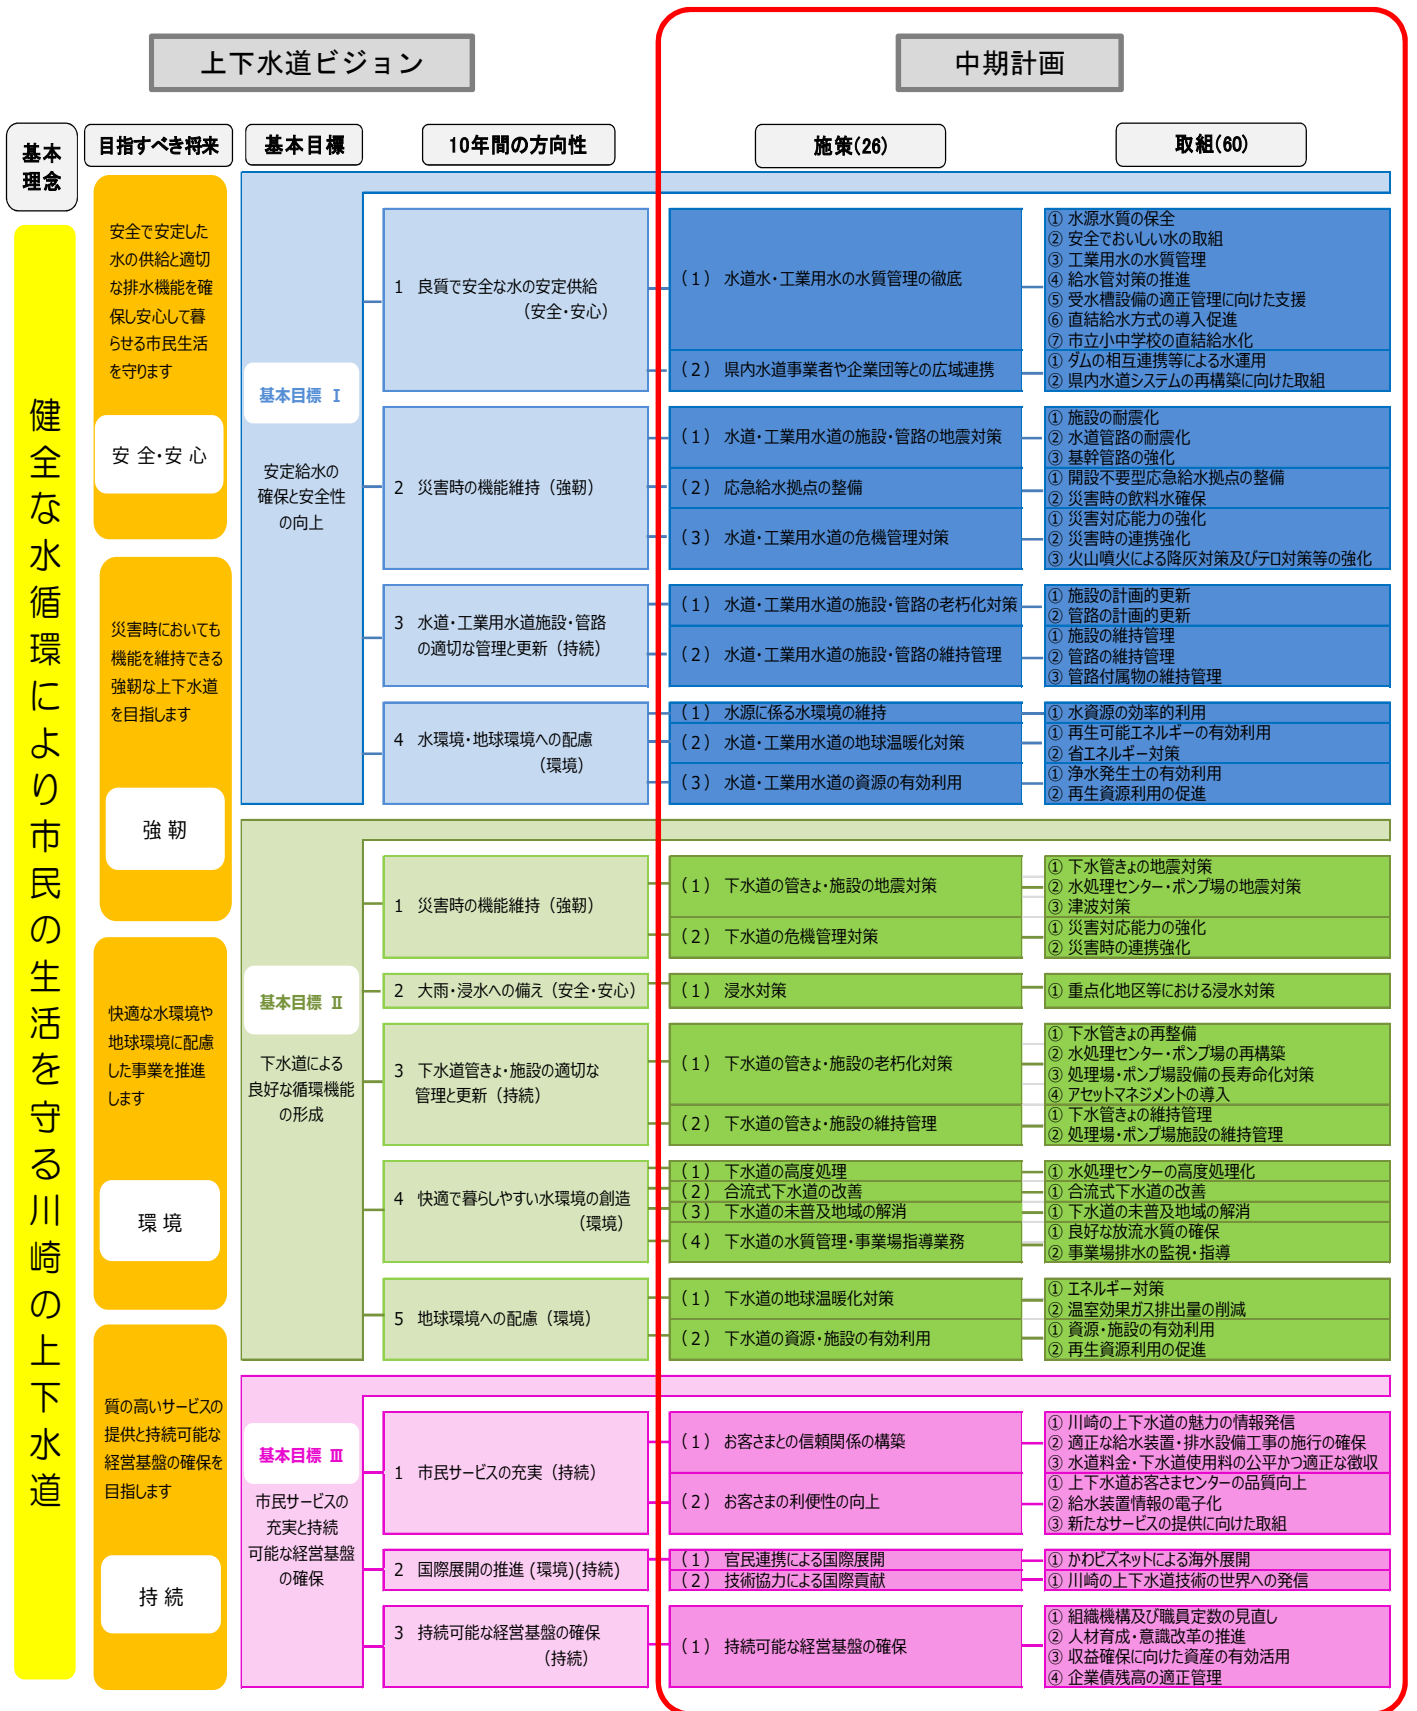 上下水道ビジョン
中期計画
基本
理念
目指すべき将来
基本目標
10年間の方向性
施策(26)
取組(60)
健全な水循環により市民の生活を守る川崎の上下水道
安全で安定した
水の供給と適切
な排水機能を確
保し安心して暮
らせる市民生活
を守ります
安全・安心
災害時においても
機能を維持できる
強靭な上下水道
を目指します
強靭
快適な水環境や
地球環境に配慮
した事業を推進
します
環境
質の高いサービスの
提供と持続可能な
経営基盤の確保を
目指します
持続
基本目標 Ⅰ
安定給水の
確保と安全性
の向上
1 良質で安全な水の安定供給
(安全・安心)
(1) 水道水・工業用水の水質管理の徹底
① 水源水質の保全
② 安全でおいしい水の取組
③ 工業用水の水質管理
④ 給水管対策の推進
⑤ 受水槽設備の適正管理に向けた支援
⑥ 直結給水方式の導入促進
⑦ 市立小中学校の直結給水化
(2) 県内水道事業者や企業団等との広域連携
① ダムの相互連携等による水運用
② 県内水道システムの再構築に向けた取組
2 災害時の機能維持(強靭)
(1) 水道・工業用水道の施設・管路の地震対策
① 施設の耐震化
② 水道管路の耐震化
③ 基幹管路の強化
(2) 応急給水拠点の整備
① 開設不要型応急給水拠点の整備
② 災害時の飲料水確保
(3) 水道・工業用水道の危機管理対策
① 災害対応能力の強化
② 災害時の連携強化
③ 火山噴火による降灰対策及びテロ対策等の強化
3 水道・工業用水道施設・管路
の適切な管理と更新(持続)
(1) 水道・工業用水道の施設・管路の老朽化対策
① 施設の計画的更新
② 管路の計画的更新
(2) 水道・工業用水道の施設・管路の維持管理
① 施設の維持管理
② 管路の維持管理
③ 管路付属物の維持管理
4 水環境・地球環境への配慮
(環境)
(1) 水源に係る水環境の維持
① 水資源の効率的利用
(2) 水道・工業用水道の地球温暖化対策
① 再生可能エネルギーの有効利用
② 省エネルギー対策
(3) 水道・工業用水道の資源の有効利用
① 浄水発生土の有効利用
② 再生資源利用の促進
基本目標 Ⅱ
下水道による
良好な循環機能
の形成
1 災害時の機能維持(強靭)
(1) 下水道の管きょ・施設の地震対策
① 下水管きょの地震対策
② 水処理センター・ポンプ場の地震対策
③ 津波対策
(2) 下水道の危機管理対策
① 災害対応能力の強化
② 災害時の連携強化
2 大雨・浸水への備え(安全・安心)
(1) 浸水対策
① 重点化地区等における浸水対策
3 下水道管きょ・施設の適切な
管理と更新(持続)
(1) 下水道の管きょ・施設の老朽化対策
① 下水管きょの再整備
② 水処理センター・ポンプ場の再構築
③ 処理場・ポンプ場設備の長寿命化対策
④ アセットマネジメントの導入
(2) 下水道の管きょ・施設の維持管理
① 下水管きょの維持管理
② 処理場・ポンプ場施設の維持管理
4 快適で暮らしやすい水環境の創造
(環境)
(1) 下水道の高度処理
① 水処理センターの高度処理化
(2) 合流式下水道の改善
① 合流式下水道の改善
(3) 下水道の未普及地域の解消
① 下水道の未普及地域の解消
(4) 下水道の水質管理・事業場指導業務
① 良好な放流水質の確保
② 事業場排水の監視・指導
5 地球環境への配慮(環境)
(1) 下水道の地球温暖化対策
① エネルギー対策
② 温室効果ガス排出量の削減
(2) 下水道の資源・施設の有効利用
① 資源・施設の有効利用
② 再生資源利用の促進
基本目標 Ⅲ
市民サービスの
充実と持続
可能な経営基盤
の確保
1 市民サービスの充実(持続)
(1) お客さまとの信頼関係の構築
① 川崎の上下水道の魅力の情報発信
② 適正な給水装置・排水設備工事の施行の確保
③ 水道料金・下水道使用料の公平かつ適正な徴収
(2) お客さまの利便性の向上
① 上下水道お客さまセンターの品質向上
② 給水装置情報の電子化
③ 新たなサービスの提供に向けた取組
2 国際展開の推進 (環境)(持続)
(1) 官民連携による国際展開
① かわビズネットによる海外展開
(2) 技術協力による国際貢献
① 川崎の上下水道技術の世界への発信
3 持続可能な経営基盤の確保
(持続)
(1) 持続可能な経営基盤の確保
① 組織機構及び職員定数の見直し
② 人材育成・意識改革の推進
③ 収益確保に向けた資産の有効活用
④ 企業債残高の適正管理